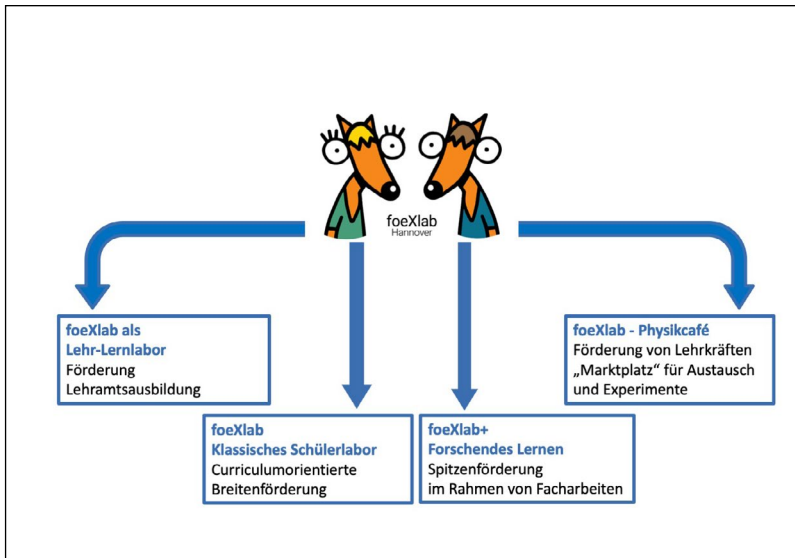 foeXlab
Hannover
foeXlab als
Lehr-Lernlabor
Förderung
Lehramtsausbildung
foeXlab
Klassisches Schülerlabor
Curriculumorientierte
Breitenförderung
foeXlab+
Forschendes Lernen
Spitzenförderung
im Rahmen von Facharbeiten
foeXlab - Physikcafé
Förderung von Lehrkräften
„Marktplatz“ für Austausch
und Experimente